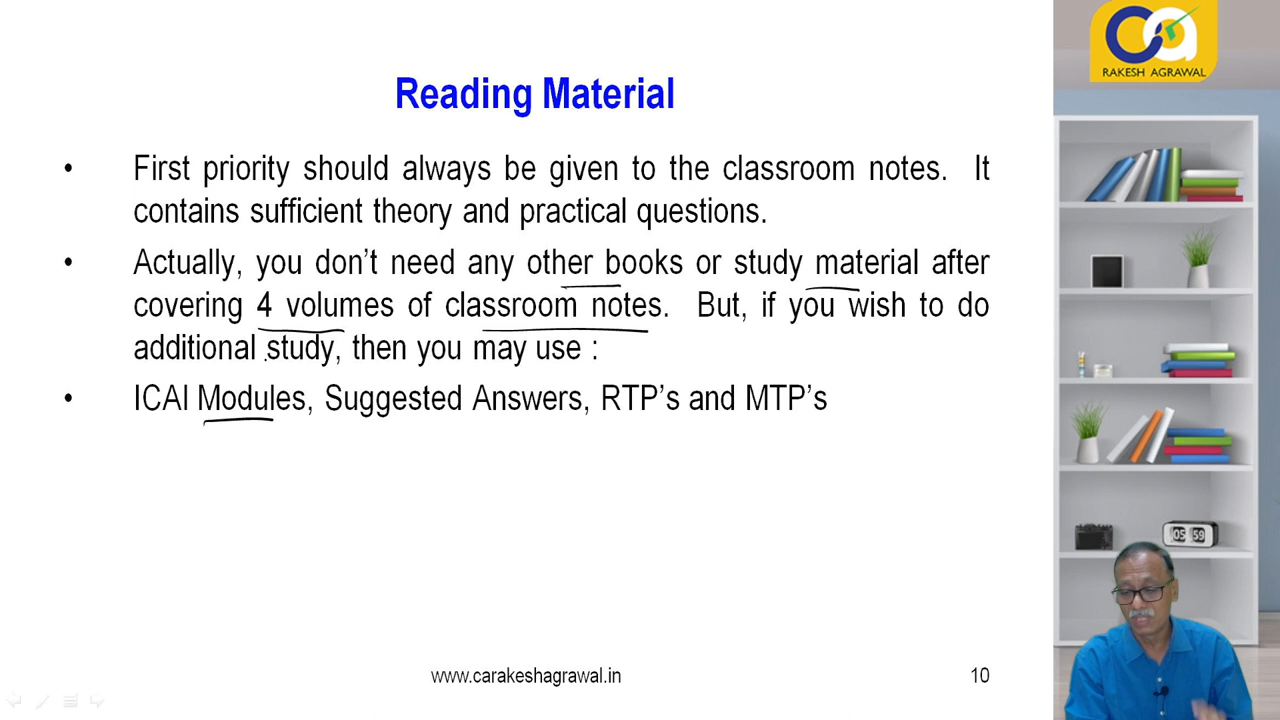 Reading Material
• First priority should always be given to the classroom notes. It
contains sufficient theory and practical questions.
• Actually, you don't need any other books or study material after
covering 4 volumes of classroom notes. But, if you wish to do
additional study, then you may use :
• ICAI Modules, Suggested Answers, RTP's and MTP's
www.carakeshagrawal.in
10
ca
RAKESH AGRAWAL
05 59